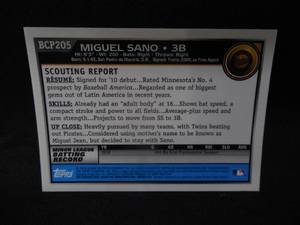 BCP205
MIGUEL SANO • 3B
SCOUTING REPORT
RÉSUMÉ: Signed for '10 debut...Rated Minnesota's No. 4
prospect by Baseball America...Regarded as one of biggest
gems out of Latin America in recent years.
SKILLS: Already had an "adult body" at 16...Shows bat speed, a
compact stroke and power to all fields...Average-plus speed and
arm strength...Projects to move from SS to 3B.
UP CLOSE: Heavily pursued by many teams, with Twins beating
out Pirates...Considered using mother's name to be known as
Miguel Jean, but decided to stay with Sano.
MINOR LEAGUE
BATTING
RECORD
Topps